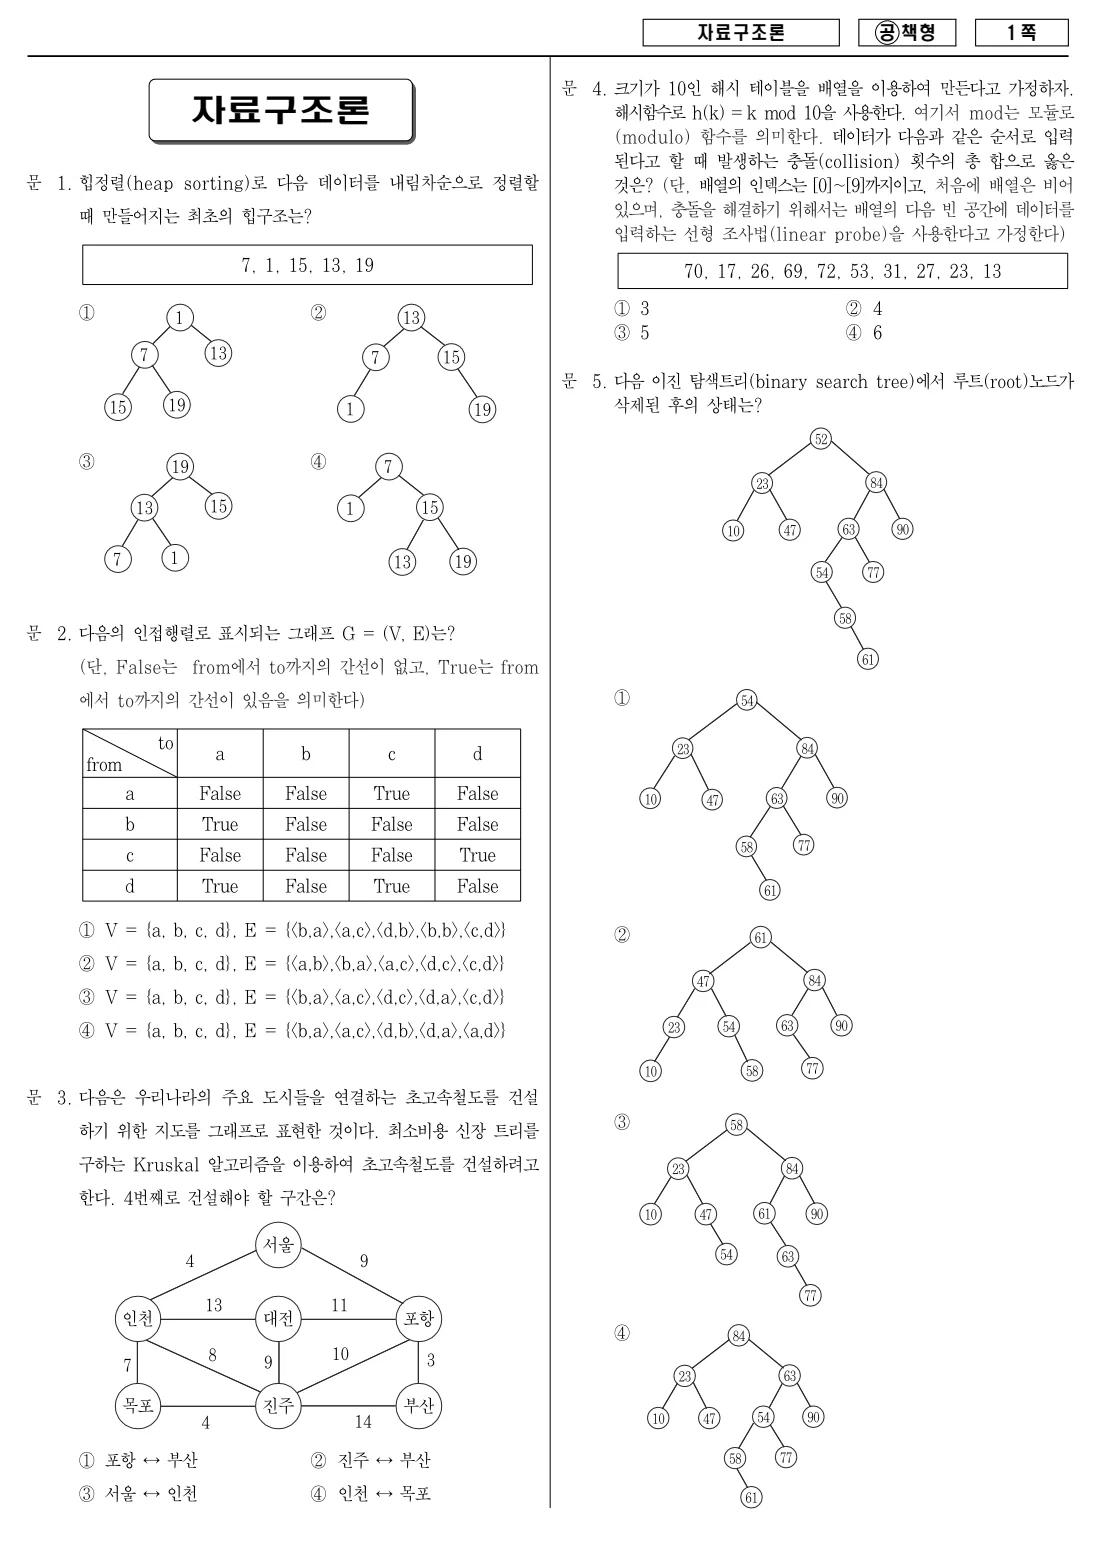 자료구조론
공책형
1쪽
자료구조론
문 1. 힙정렬(heap sorting)로 다음 데이터를 내림차순으로 정렬할
때 만들어지는 최초의 힙구조는?
7, 1, 15, 13, 19
①
1
7
13
15
19
②
13
7
15
1
19
③
19
13
15
7
1
④
7
1
15
13
19
문 2. 다음의 인접행렬로 표시되는 그래프 G = (V, E)는?
(단, False는 from에서 to까지의 간선이 없고, True는 from
에서 to까지의 간선이 있음을 의미한다)
to
from
a b c d
a False False True False
b True False False False
c False False False True
d True False True False
① V = {a, b, c, d}, E = {〈b,a〉,〈a,c〉,〈d,b〉,〈b,b〉,〈c,d〉}
② V = {a, b, c, d}, E = {〈a,b〉,〈b,a〉,〈a,c〉,〈d,c〉,〈c,d〉}
③ V = {a, b, c, d}, E = {〈b,a〉,〈a,c〉,〈d,c〉,〈d,a〉,〈c,d〉}
④ V = {a, b, c, d}, E = {〈b,a〉,〈a,c〉,〈d,b〉,〈d,a〉,〈a,d〉}
문 3. 다음은 우리나라의 주요 도시들을 연결하는 초고속철도를 건설
하기 위한 지도를 그래프로 표현한 것이다. 최소비용 신장 트리를
구하는 Kruskal 알고리즘을 이용하여 초고속철도를 건설하려고
한다. 4번째로 건설해야 할 구간은?
서울
4
9
인천
13
대전
11
포항
7
8
9
10
3
목포
4
진주
14
부산
① 포항 ↔ 부산
② 진주 ↔ 부산
③ 서울 ↔ 인천
④ 인천 ↔ 목포
문 4. 크기가 10인 해시 테이블을 배열을 이용하여 만든다고 가정하자.
해시함수로 h(k) = k mod 10을 사용한다. 여기서 mod는 모듈로
(modulo) 함수를 의미한다. 데이터가 다음과 같은 순서로 입력
된다고 할 때 발생하는 충돌(collision) 횟수의 총 합으로 옳은
것은? (단, 배열의 인덱스는 [0]~[9]까지이고, 처음에 배열은 비어
있으며, 충돌을 해결하기 위해서는 배열의 다음 빈 공간에 데이터를
입력하는 선형 조사법(linear probe)을 사용한다고 가정한다)
70, 17, 26, 69, 72, 53, 31, 27, 23, 13
① 3
② 4
③ 5
④ 6
문 5. 다음 이진 탐색트리(binary search tree)에서 루트(root)노드가
삭제된 후의 상태는?
52
23
84
10
47
63
90
54
77
58
61
①
54
23
84
10
47
63
90
58
77
61
②
61
47
84
23
54
63
90
10
58
77
③
58
23
84
10
47
61
90
54
63
77
④
84
23
63
10
47
54
90
58
77
61